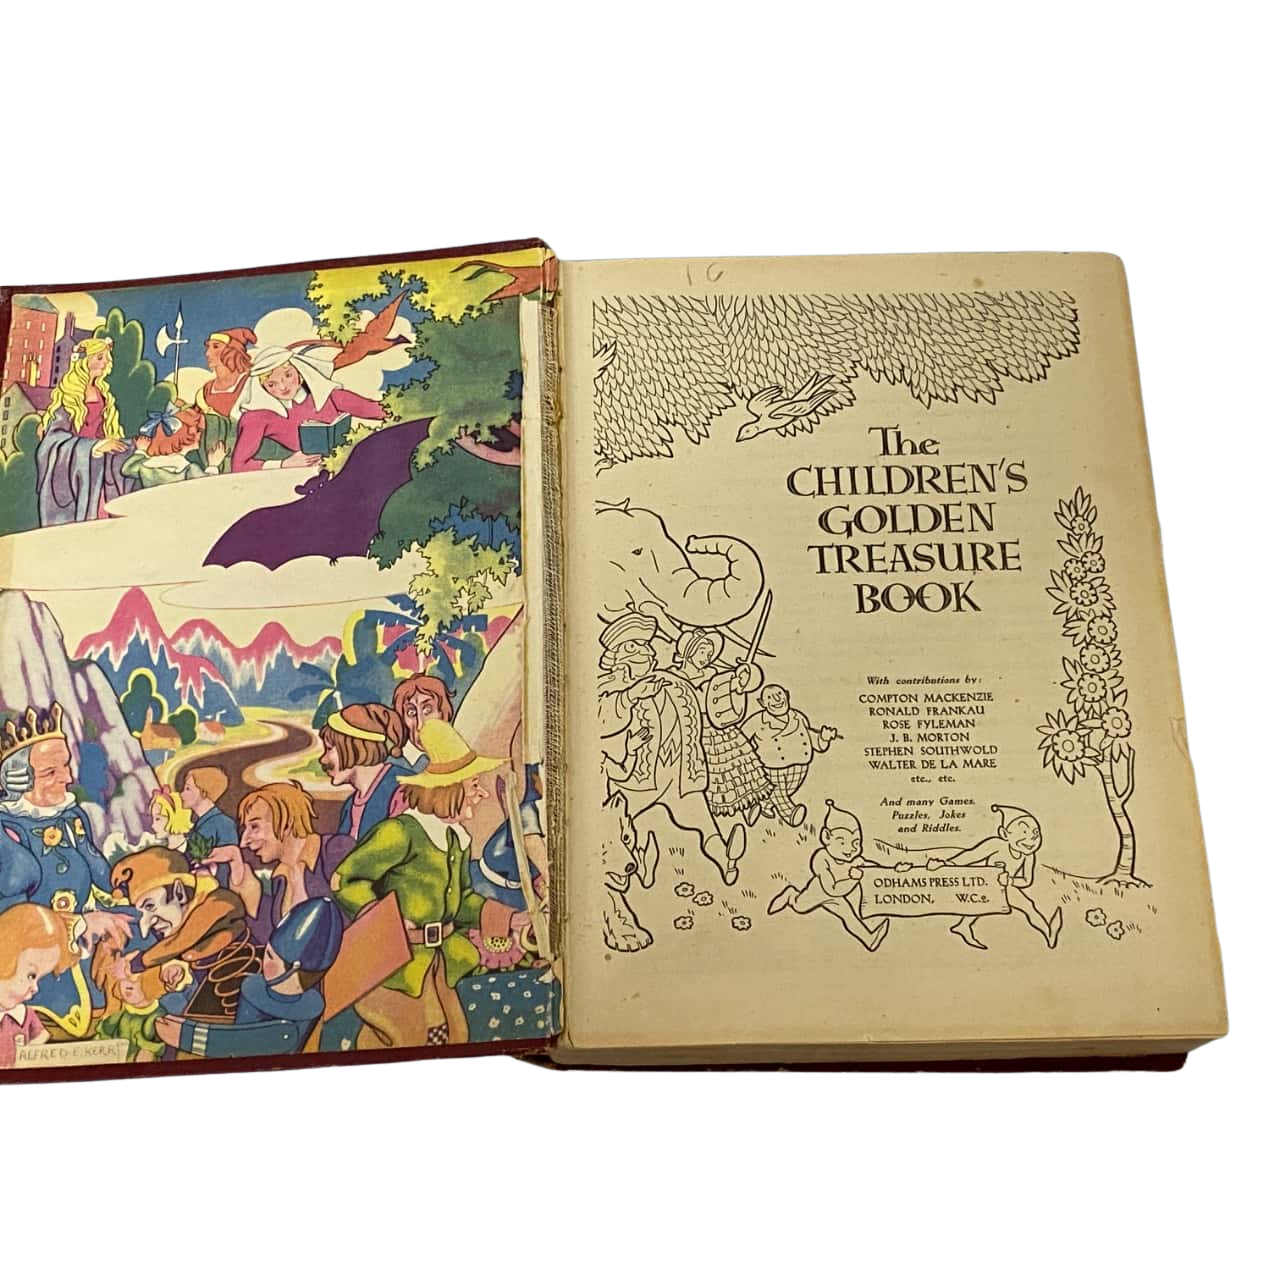 ALFRED E. KERR
16
The
CHILDREN'S
GOLDEN
TREASURE
BOOK
With contributions by:
COMPTON MACKENZIE
RONALD FRANKAU
ROSE FYLEMAN
J. B. MORTON
STEPHEN SOUTHWOLD
WALTER DE LA MARE
etc., etc.
And many Games,
Puzzles, Jokes
and Riddles.
ODHAMS PRESS LTD.
LONDON, W.C2.